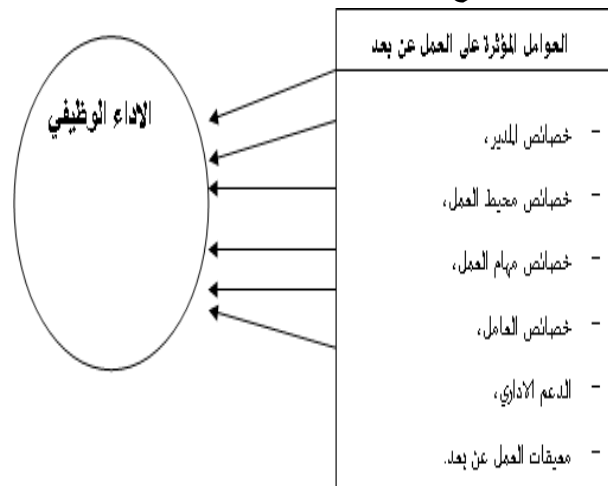 العوامل المؤثرة على العمل عن بعد
الاداء الوظيفي
- خصائص المدير،
- خصائص محيط العمل،
- خصائص مهام العمل،
- خصائص العامل،
- الدعم الاداري،
- معيقات العمل عن بعد.